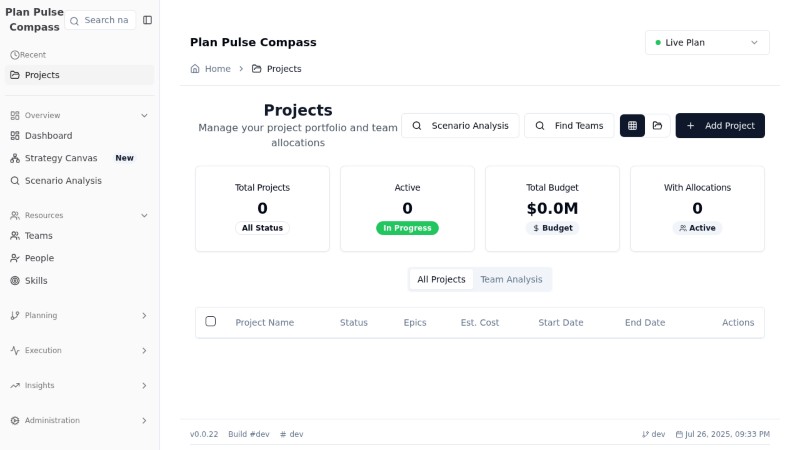 Plan Pulse
Compass
Search na
Recent
Projects
Overview
Dashboard
Strategy Canvas New
Scenario Analysis
Resources
Teams
People
Skills
Planning
Execution
Insights
Administration
Plan Pulse Compass
Live Plan
Home > Projects
Projects
Manage your project portfolio and team
allocations
Scenario Analysis
Find Teams
Add Project
Total Projects
0
All Status
Active
0
In Progress
Total Budget
$0.0M
$ Budget
With Allocations
0
Active
All Projects Team Analysis
Project Name Status Epics Est. Cost Start Date End Date Actions
v0.0.22 Build #dev # dev dev Jul 26, 2025, 09:33 PM